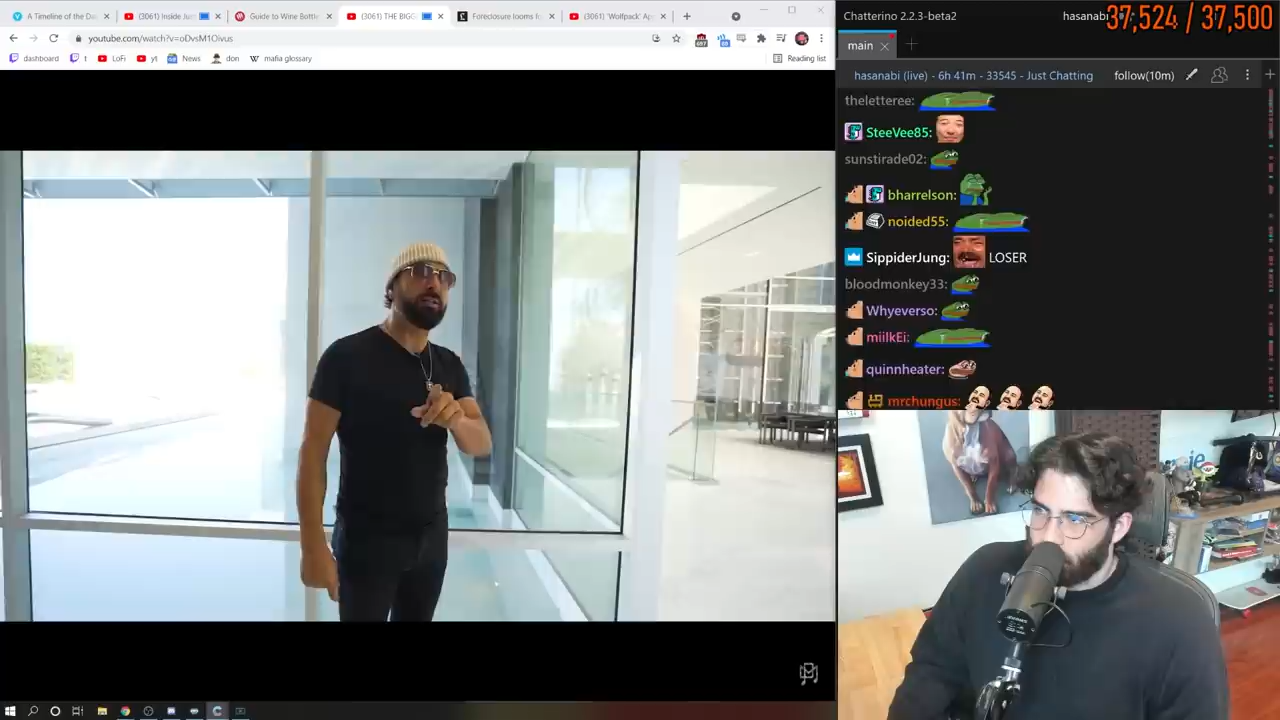 A Timeline of the Da
(3061) Inside Jus
Guide to Wine Bottle
(3061) THE BIGG
Foreclosure looms fo
(3061) 'Wolfpack' Ap
youtube.com/watch?v=oDvsM1Oivus
dashboard
t
LoFi
yt
News
don
mafia glossary
Reading list
Chatterino 2.2.3-beta2
hasanabi
37,524 / 37,500
main
hasanabi (live) - 6h 41m - 33545 - Just Chatting
follow(10m)
theletteree:
SteeVee85:
sunstirade02:
bharrelson:
noided55:
SippiderJung: LOSER
bloodmonkey33:
Whyeverso:
miilkEi:
quinnheater:
mrchungus: